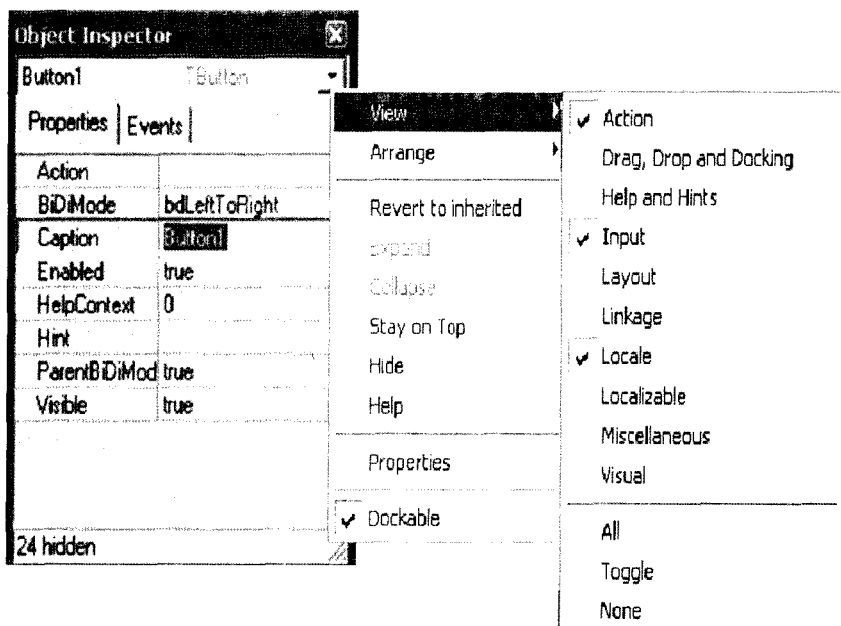 Object Inspector
Button1 TButton
Properties Events
Action
BiDiMode bdLeftToRight
Caption Button1
Enabled true
HelpContext 0
Hint
ParentBiDiMod true
Visible true
24 hidden
View
Arrange
Revert to inherited
Expand
Collapse
Stay on Top
Hide
Help
Properties
Dockable
Action
Drag, Drop and Docking
Help and Hints
Input
Layout
Linkage
Locale
Localizable
Miscellaneous
Visual
All
Toggle
None